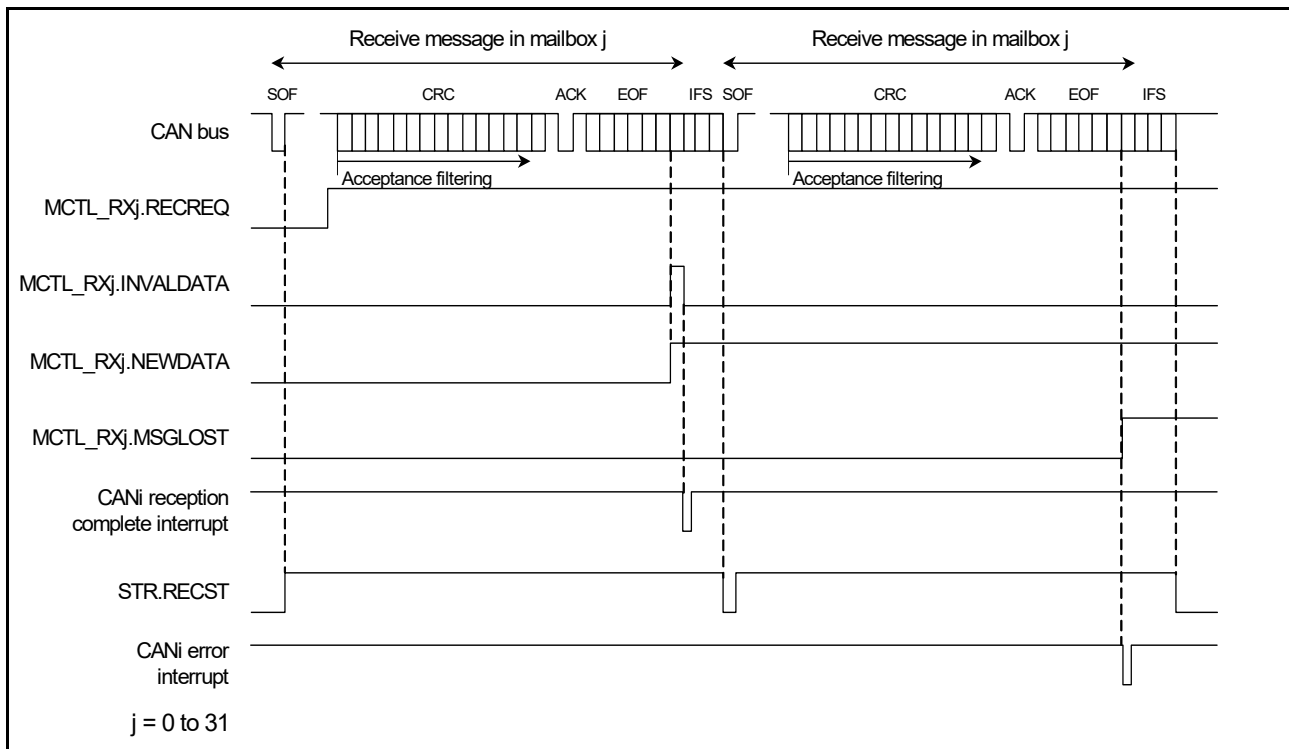 Receive message in mailbox j Receive message in mailbox j
SOF CRC ACK EOF IFS SOF CRC ACK EOF IFS
CAN bus
Acceptance filtering Acceptance filtering
MCTL_RXj.RECREQ
MCTL_RXj.INVALDATA
MCTL_RXj.NEWDATA
MCTL_RXj.MSGLOST
CANi reception
complete interrupt
STR.RECST
CANi error
interrupt
j = 0 to 31